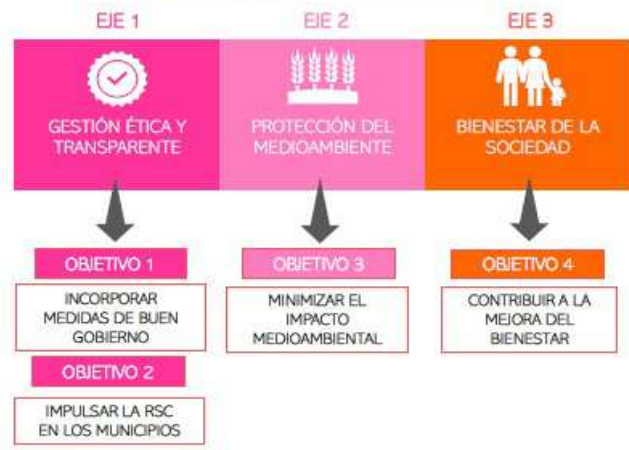 EJE 1
EJE 2
EJE 3
GESTIÓN ÉTICA Y
TRANSPARENTE
PROTECCIÓN DEL
MEDIOAMBIENTE
BIENESTAR DE LA
SOCIEDAD
OBJETIVO 1
INCORPORAR
MEDIDAS DE BUEN
GOBIERNO
OBJETIVO 2
IMPULSAR LA RSC
EN LOS MUNICIPIOS
OBJETIVO 3
MINIMIZAR EL
IMPACTO
MEDIOAMBIENTAL
OBJETIVO 4
CONTRIBUIR A LA
MEJORA DEL
BIENESTAR